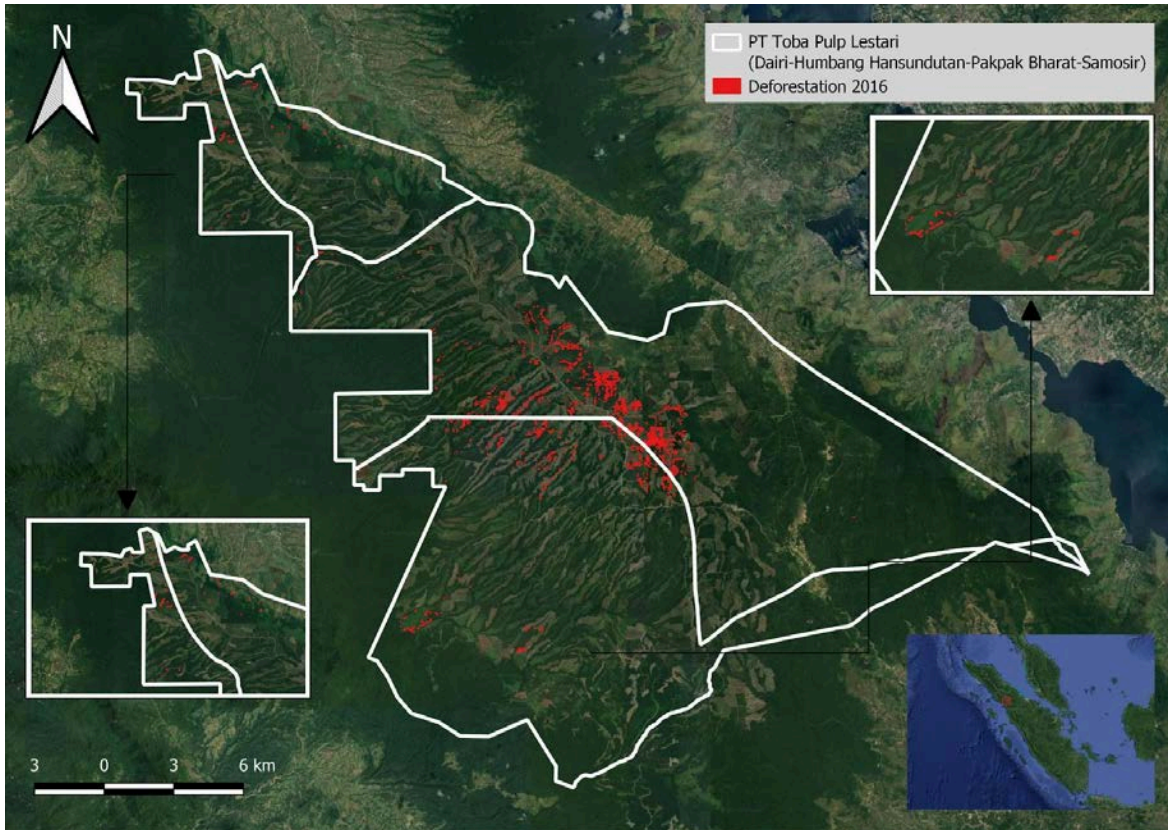 N
PT Toba Pulp Lestari
(Dairi-Humbang Hansundutan-Pakpak Bharat-Samosir)
Deforestation 2016
3 0 3 6 km